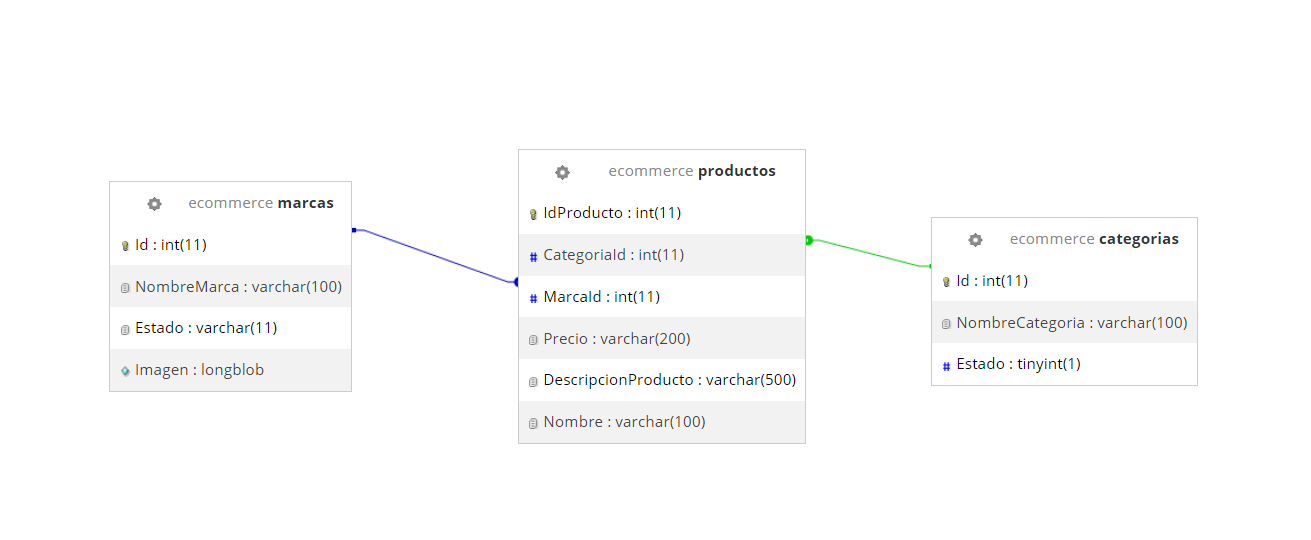 ecommerce marcas
Id : int(11)
NombreMarca : varchar(100)
Estado : varchar(11)
Imagen : longblob
ecommerce productos
IdProducto : int(11)
# CategoriaId : int(11)
# MarcaId : int(11)
Precio : varchar(200)
DescripcionProducto : varchar(500)
Nombre : varchar(100)
ecommerce categorias
Id : int(11)
NombreCategoria : varchar(100)
# Estado : tinyint(1)